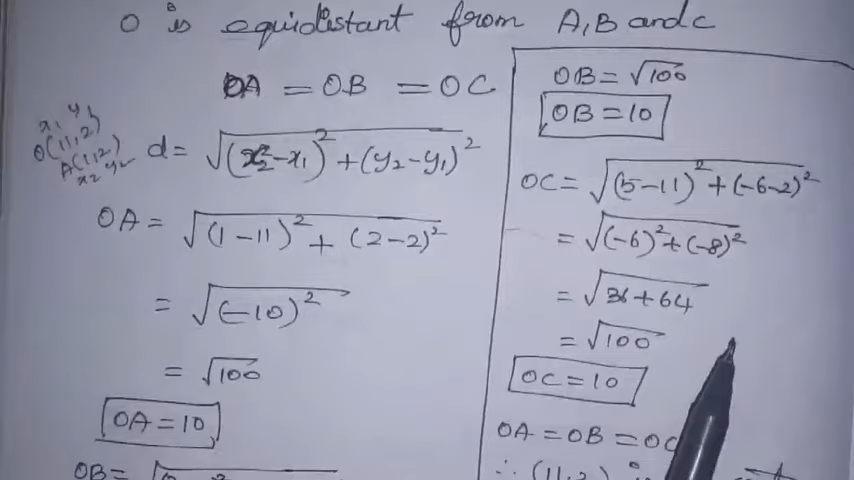 O is equidistant from A, B and C
OA = OB = OC
x₁ y₁
O(11,2)
A(1,2)
x₂ y₂
d = √(x₂-x₁)² + (y₂-y₁)²
OA = √(1-11)² + (2-2)²
= √(-10)²
= √100
OA = 10
OB =
OB = √100
OB = 10
OC = √(5-11)² + (-6-2)²
= √(-6)² + (-8)²
= √36+64
= √100
OC = 10
OA = OB = OC
∴ (11,2) is